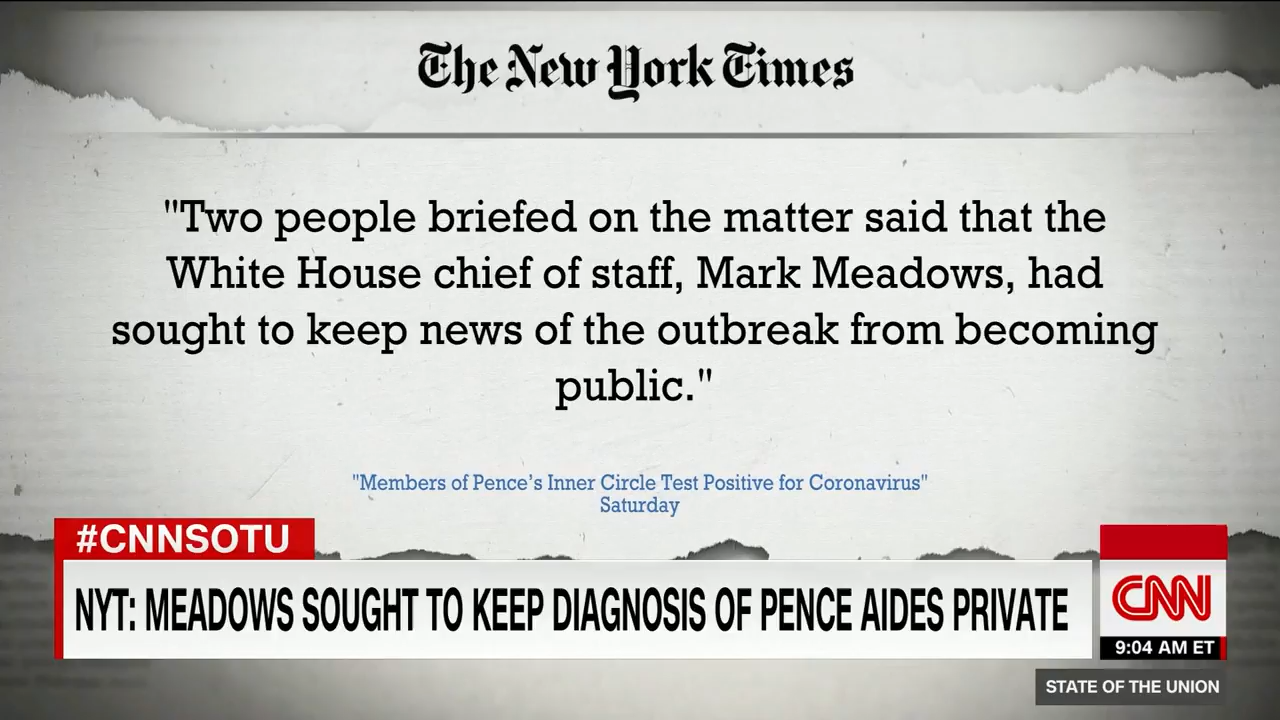 The New York Times
"Two people briefed on the matter said that the
White House chief of staff, Mark Meadows, had
sought to keep news of the outbreak from becoming
public."
"Members of Pence’s Inner Circle Test Positive for Coronavirus"
Saturday
#CNNSOTU
NYT: MEADOWS SOUGHT TO KEEP DIAGNOSIS OF PENCE AIDES PRIVATE
CNN
9:04 AM ET
STATE OF THE UNION